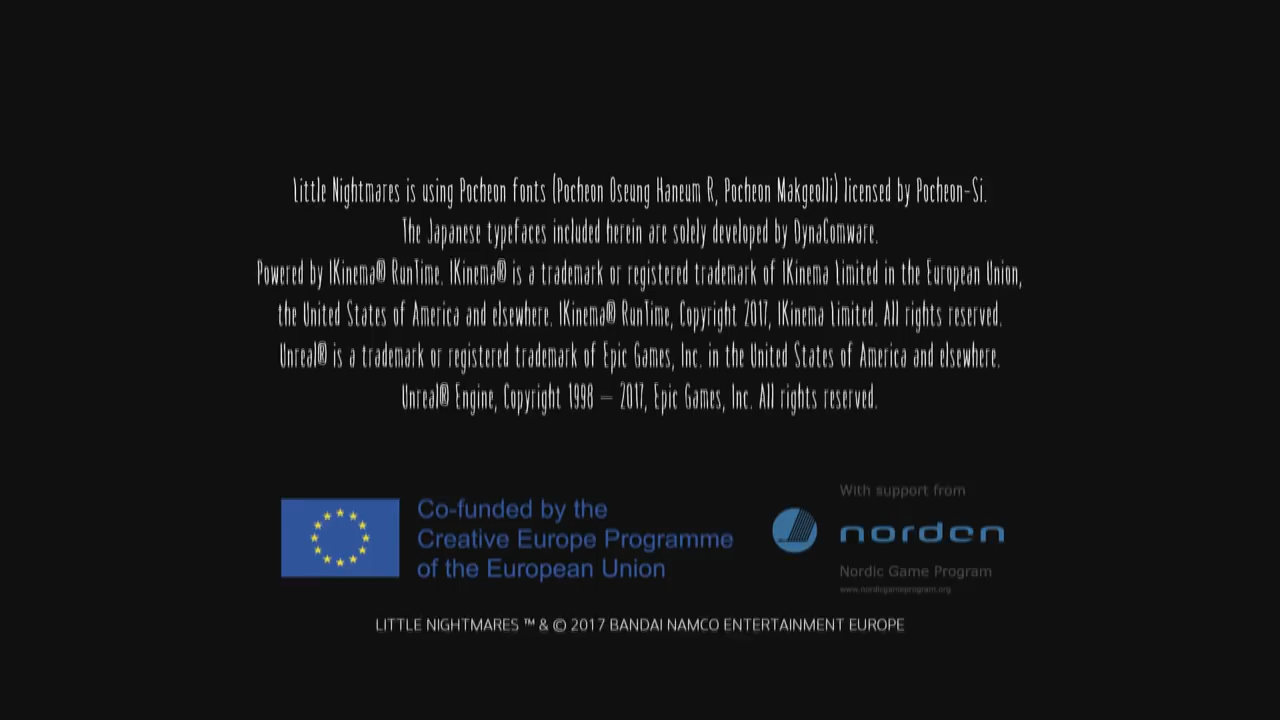 Little Nightmares is using Pocheon fonts (Pocheon Oseung Haneum R, Pocheon Makgeolli) licensed by Pocheon-Si.
The Japanese typefaces included herein are solely developed by DynaComware.
Powered by IKinema® RunTime. IKinema® is a trademark or registered trademark of IKinema Limited in the European Union,
the United States of America and elsewhere. IKinema® RunTime, Copyright 2017, IKinema Limited. All rights reserved.
Unreal® is a trademark or registered trademark of Epic Games, Inc. in the United States of America and elsewhere.
Unreal® Engine, Copyright 1998 – 2017, Epic Games, Inc. All rights reserved.
Co-funded by the
Creative Europe Programme
of the European Union
With support from
norden
Nordic Game Program
www.nordicgameprogram.org
LITTLE NIGHTMARES ™ & © 2017 BANDAI NAMCO ENTERTAINMENT EUROPE